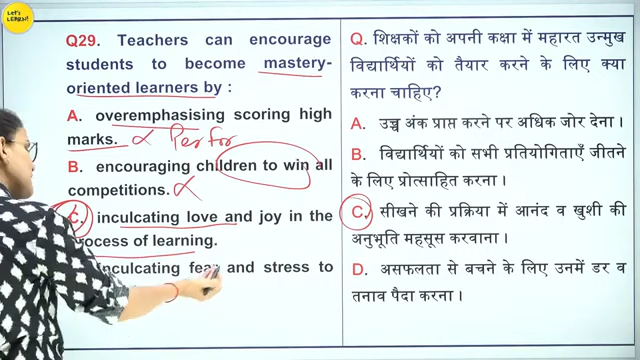 Let's
LEARN!
Q29. Teachers can encourage
students to become mastery-
oriented learners by :
A. overemphasising scoring high
marks. ∝ Perfor
B. encouraging children to win all
competitions. ∝
C. inculcating love and joy in the
process of learning.
inculcating fear and stress to
Q. शिक्षकों को अपनी कक्षा में महारत उन्मुख
विद्यार्थियों को तैयार करने के लिए क्या
करना चाहिए?
A. उच्च अंक प्राप्त करने पर अधिक जोर देना।
B. विद्यार्थियों को सभी प्रतियोगिताएँ जीतने
के लिए प्रोत्साहित करना।
C. सीखने की प्रक्रिया में आनंद व खुशी की
अनुभूति महसूस करवाना।
D. असफलता से बचने के लिए उनमें डर व
तनाव पैदा करना।